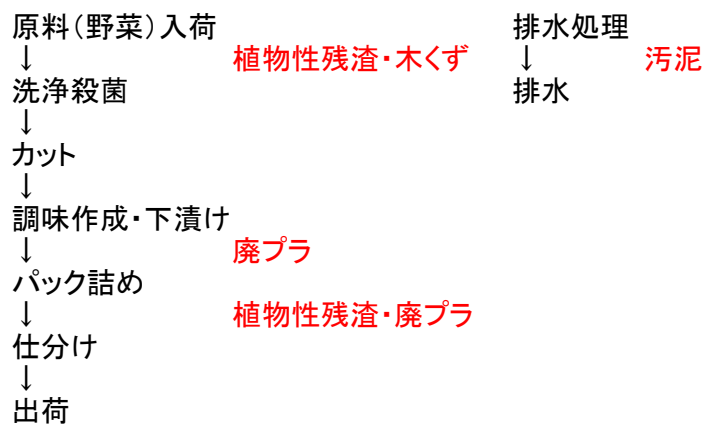 原料(野菜)入荷 排水処理
↓ 植物性残渣・木くず ↓ 汚泥
洗浄殺菌 排水
↓
カット
↓
調味作成・下漬け
↓ 廃プラ
パック詰め
↓ 植物性残渣・廃プラ
仕分け
↓
出荷